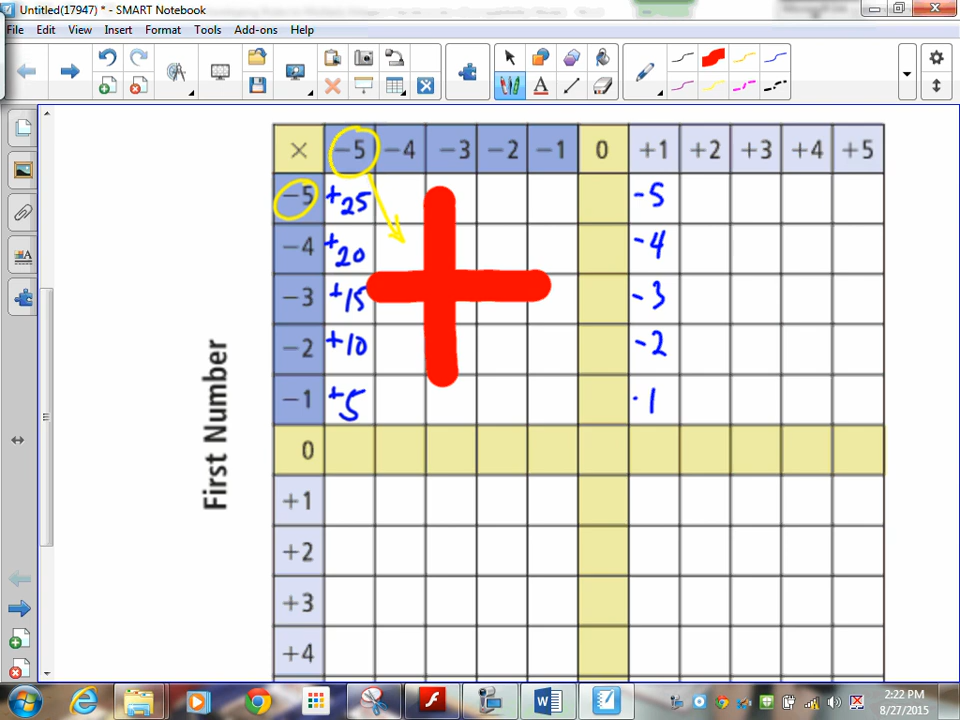 Untitled(17947) * - SMART Notebook
File Edit View Insert Format Tools Add-ons Help
× −5 −4 −3 −2 −1 0 +1 +2 +3 +4 +5
−5 +25 -5
−4 +20 -4
−3 +15 -3
−2 +10 -2
−1 +5 -1
0
+1
+2
+3
+4
First Number
2:22 PM
8/27/2015